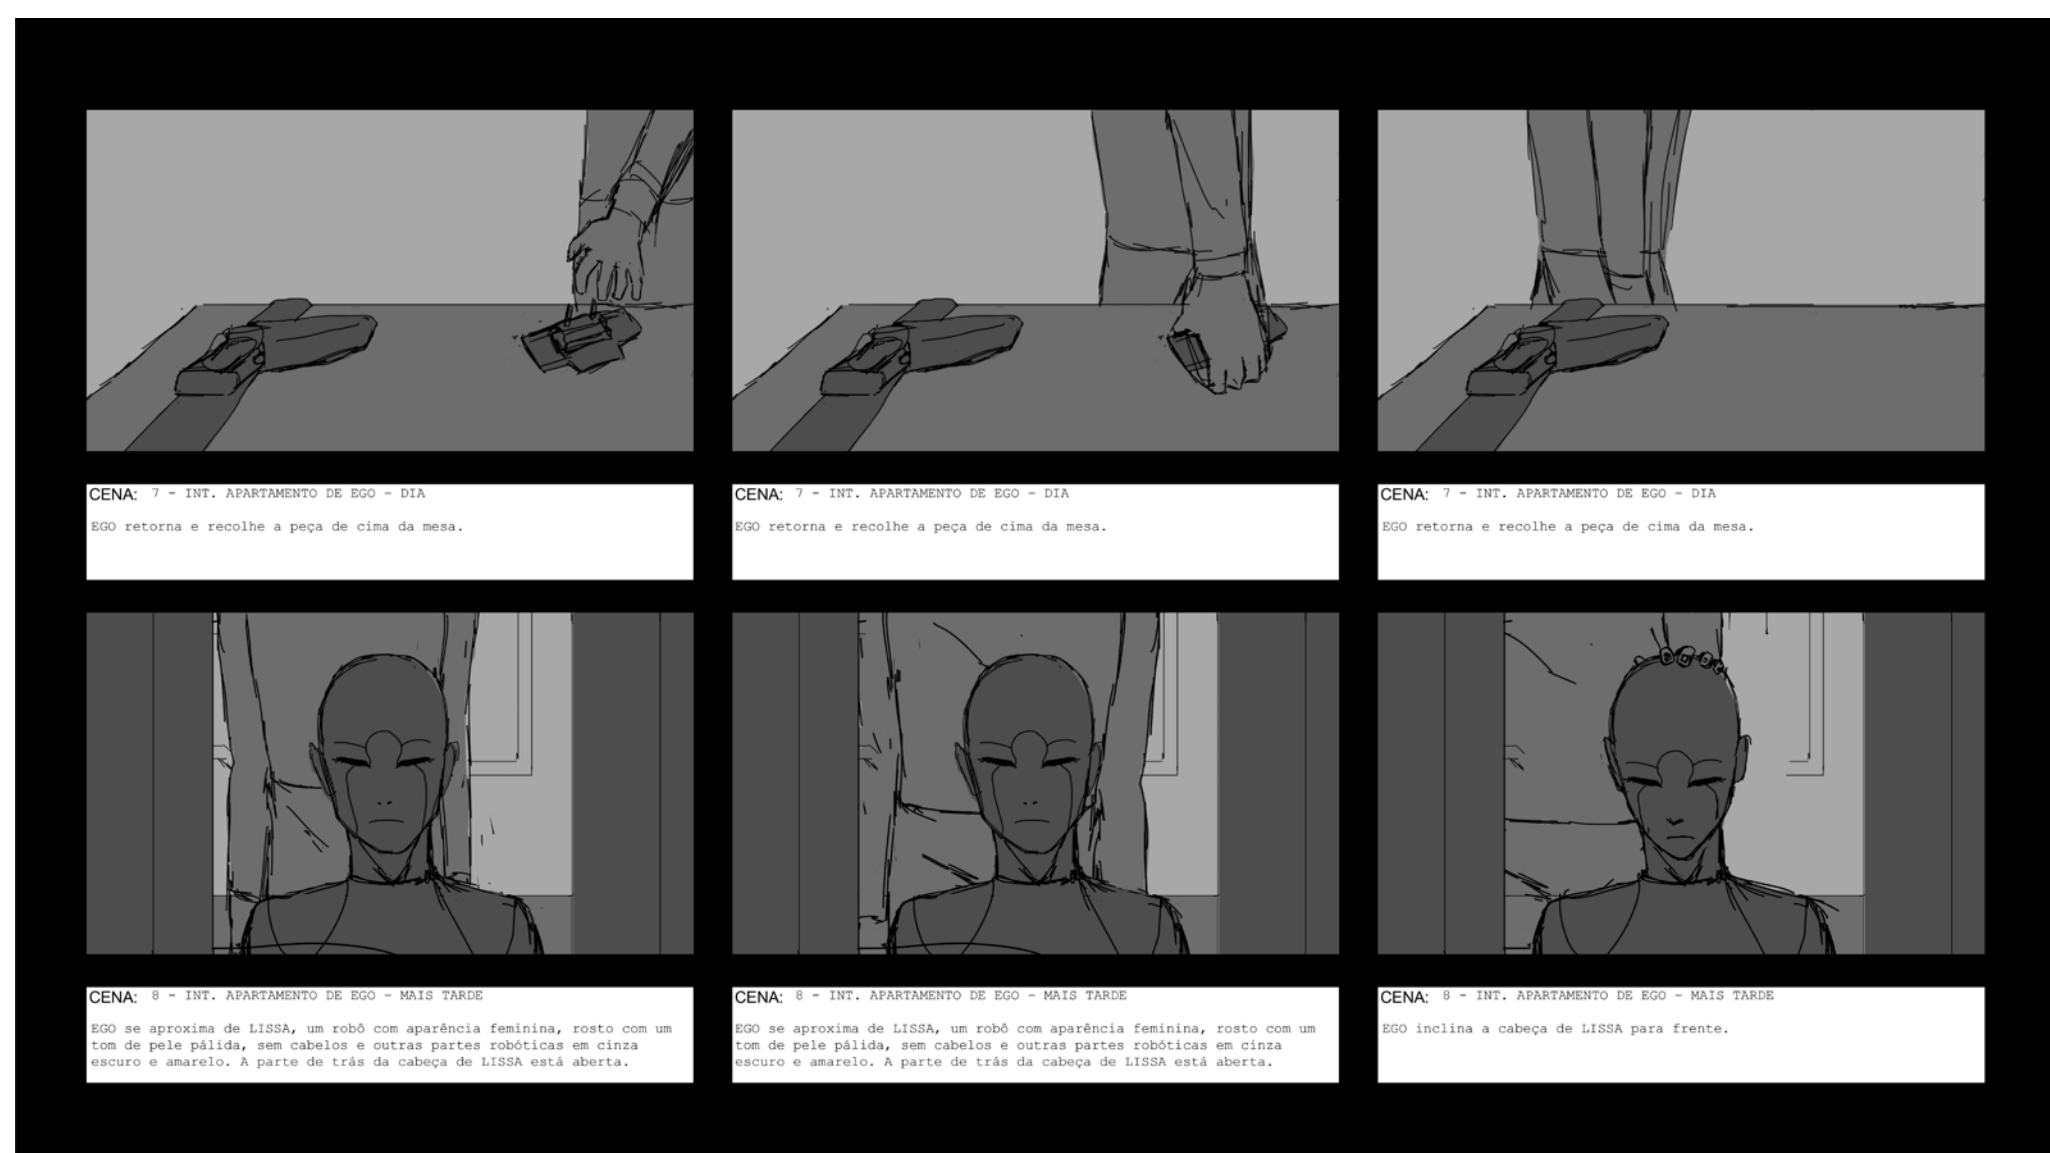 CENA: 7 - INT. APARTAMENTO DE EGO - DIA
EGO retorna e recolhe a peça de cima da mesa.
CENA: 7 - INT. APARTAMENTO DE EGO - DIA
EGO retorna e recolhe a peça de cima da mesa.
CENA: 7 - INT. APARTAMENTO DE EGO - DIA
EGO retorna e recolhe a peça de cima da mesa.
CENA: 8 - INT. APARTAMENTO DE EGO - MAIS TARDE
EGO se aproxima de LISSA, um robô com aparência feminina, rosto com um
tom de pele pálida, sem cabelos e outras partes robóticas em cinza
escuro e amarelo. A parte de trás da cabeça de LISSA está aberta.
CENA: 8 - INT. APARTAMENTO DE EGO - MAIS TARDE
EGO se aproxima de LISSA, um robô com aparência feminina, rosto com um
tom de pele pálida, sem cabelos e outras partes robóticas em cinza
escuro e amarelo. A parte de trás da cabeça de LISSA está aberta.
CENA: 8 - INT. APARTAMENTO DE EGO - MAIS TARDE
EGO inclina a cabeça de LISSA para frente.